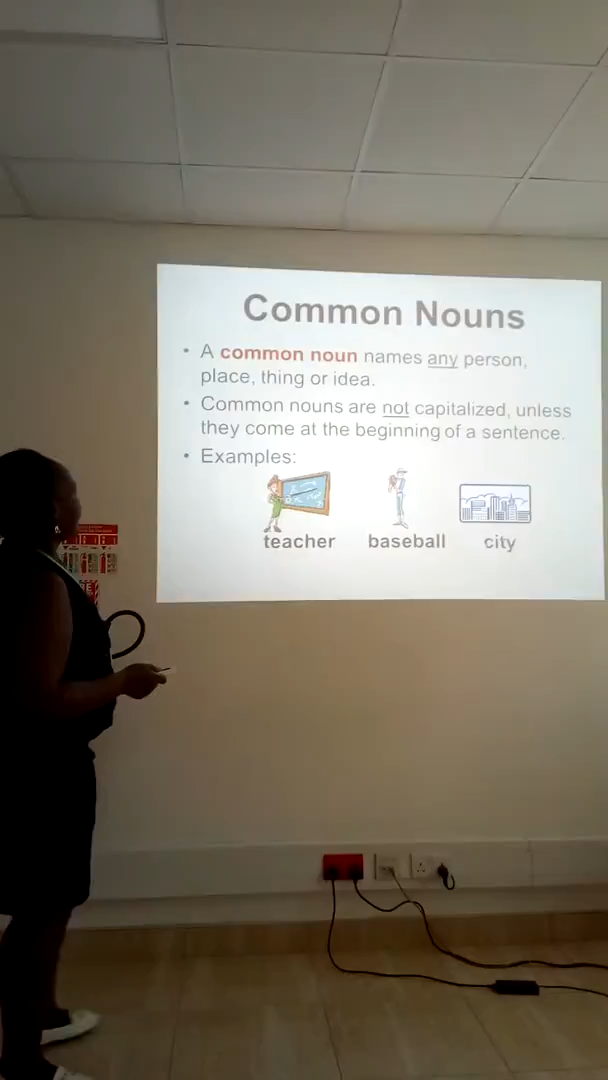 Common Nouns
• A common noun names any person,
place, thing or idea.
• Common nouns are not capitalized, unless
they come at the beginning of a sentence.
• Examples:
teacher baseball city